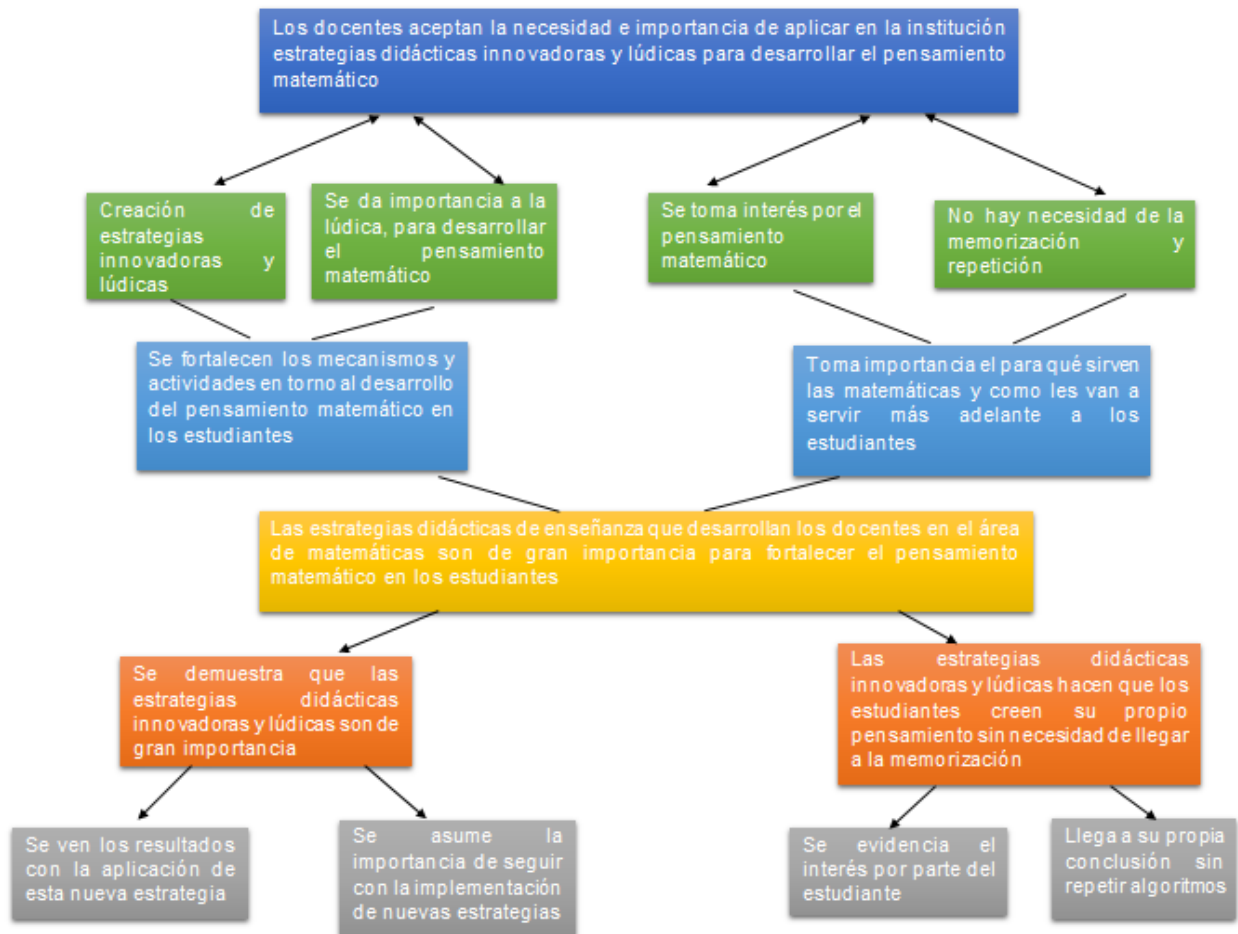 Los docentes aceptan la necesidad e importancia de aplicar en la institución
estrategias didácticas innovadoras y lúdicas para desarrollar el pensamiento
matemático
Creación de
estrategias
innovadoras y
lúdicas
Se da importancia a la
lúdica, para desarrollar
el pensamiento
matemático
Se toma interés por el
pensamiento
matemático
No hay necesidad de la
memorización y
repetición
Se fortalecen los mecanismos y
actividades en torno al desarrollo
del pensamiento matemático en
los estudiantes
Toma importancia el para qué sirven
las matemáticas y como les van a
servir más adelante a los
estudiantes
Las estrategias didácticas de enseñanza que desarrollan los docentes en el área
de matemáticas son de gran importancia para fortalecer el pensamiento
matemático en los estudiantes
Se demuestra que las
estrategias didácticas
innovadoras y lúdicas son de
gran importancia
Las estrategias didácticas
innovadoras y lúdicas hacen que los
estudiantes creen su propio
pensamiento sin necesidad de llegar
a la memorización
Se ven los resultados
con la aplicación de
esta nueva estrategia
Se asume la
importancia de seguir
con la implementación
de nuevas estrategias
Se evidencia el
interés por parte del
estudiante
Llega a su propia
conclusión sin
repetir algoritmos